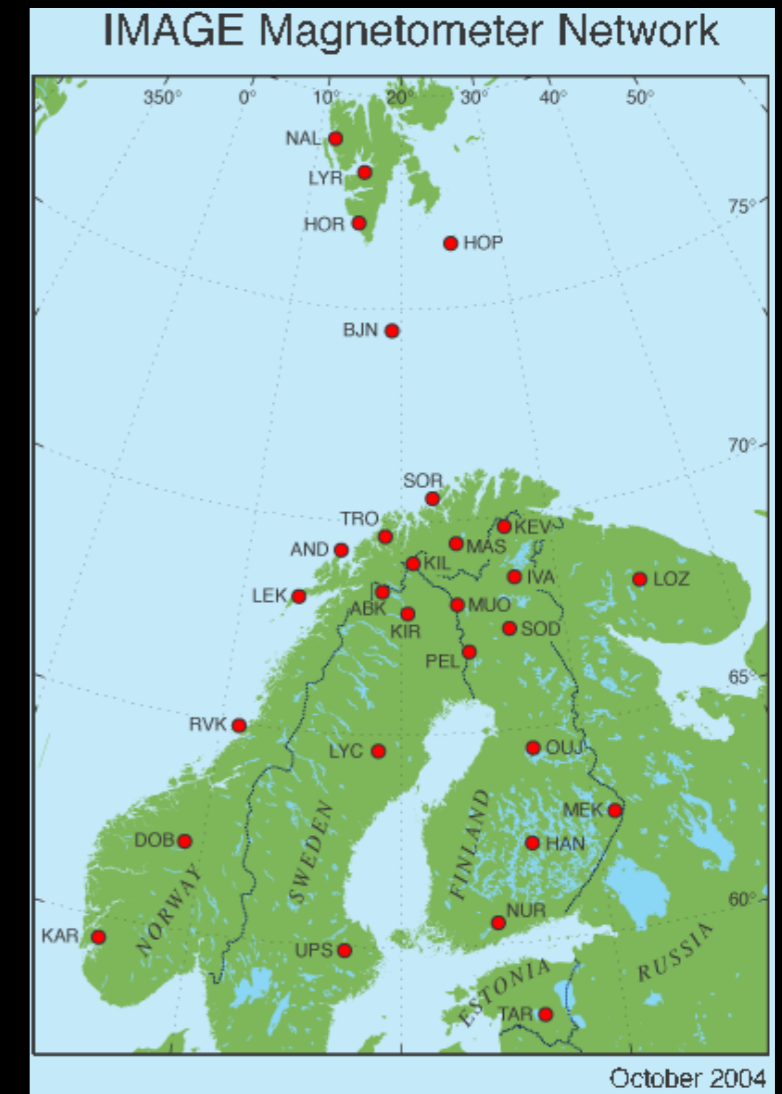 IMAGE Magnetometer Network
350° 0° 10° 20° 30° 40° 50°
NAL
LYR
75°
HOR
HOP
BJN
70°
SOR
TRO
KEV
AND
MAS
KIL
IVA
LOZ
LEK
ABK
MUO
KIR
SOD
PEL
65°
RVK
LYC
OUJ
MEK
DOB
HAN
SWEDEN
FINLAND
NORWAY
60°
NUR
KAR
UPS
RUSSIA
ESTONIA
TAR
October 2004